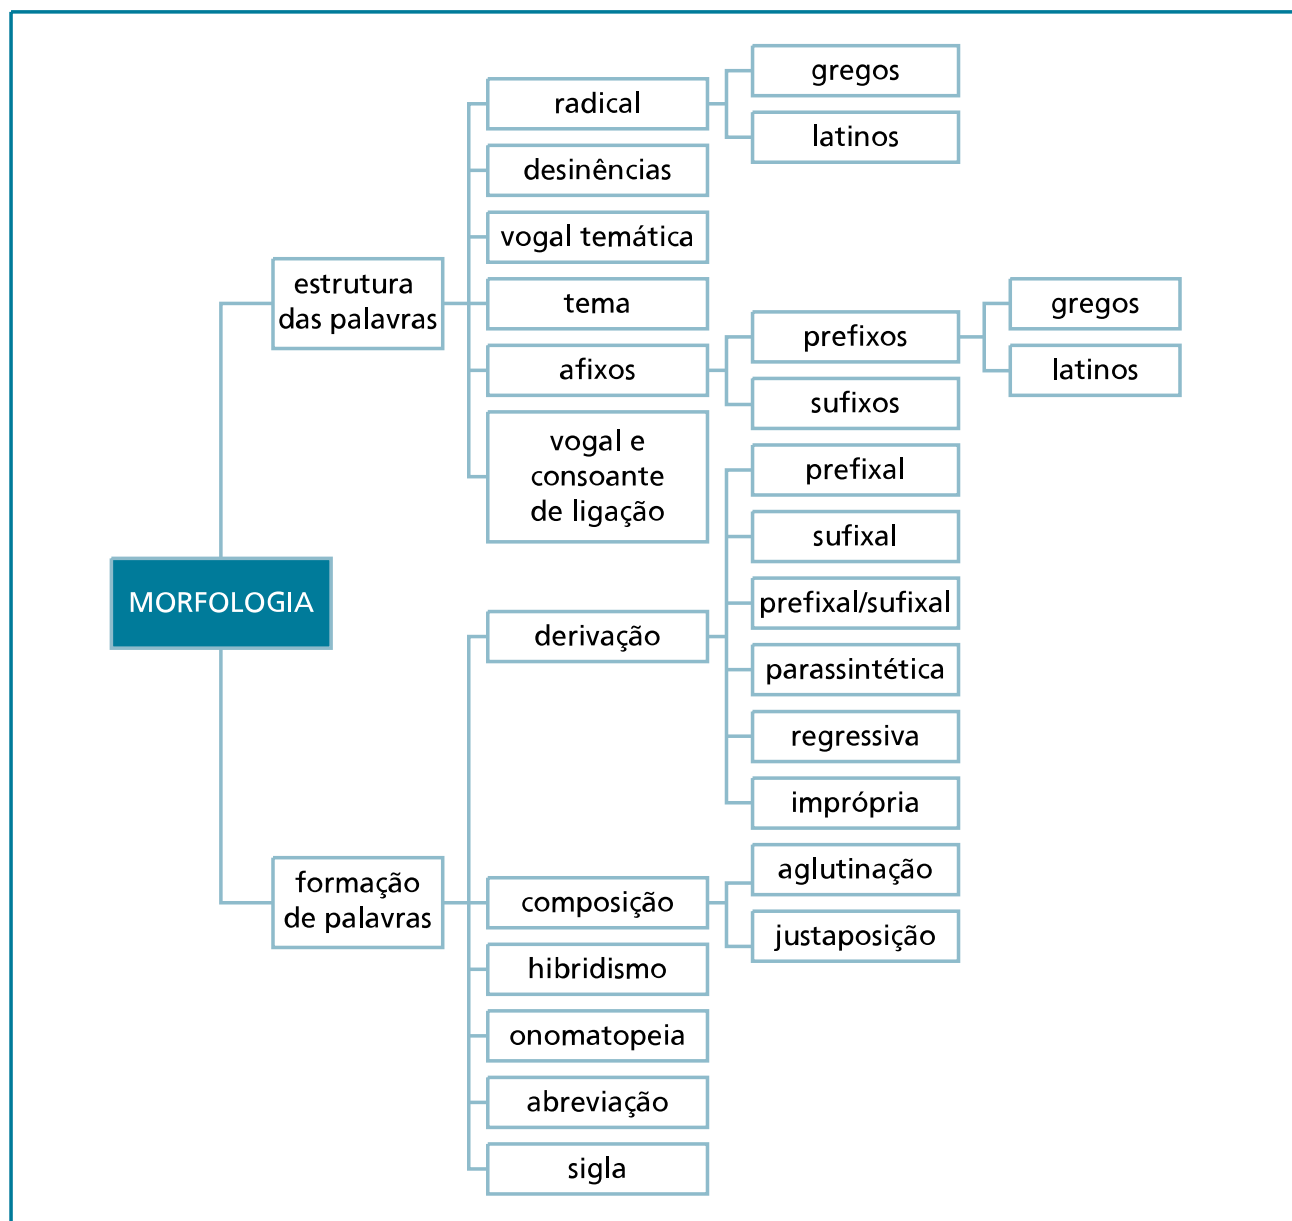 MORFOLOGIA
estrutura
das palavras
radical
gregos
latinos
desinências
vogal temática
tema
afixos
prefixos
gregos
latinos
sufixos
vogal e
consoante
de ligação
formação
de palavras
derivação
prefixal
sufixal
prefixal/sufixal
parassintética
regressiva
imprópria
composição
aglutinação
justaposição
hibridismo
onomatopeia
abreviação
sigla